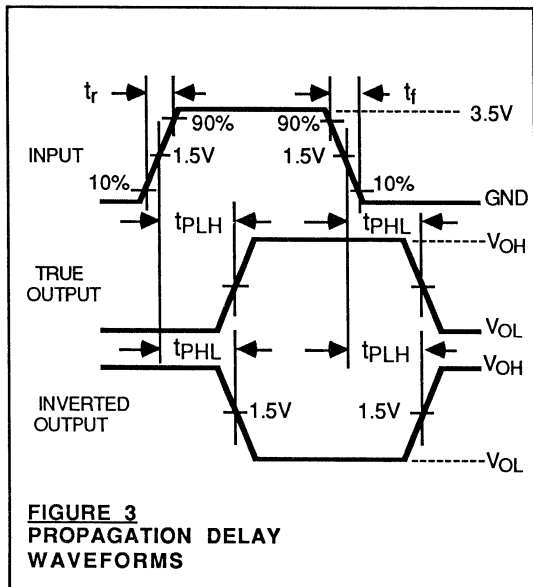 tr tf
3.5V
90% 90%
INPUT 1.5V 1.5V
10% 10%
GND
tPLH tPHL VOH
TRUE
OUTPUT
VOL
tPHL tPLH VOH
INVERTED
OUTPUT 1.5V 1.5V
VOL
FIGURE 3
PROPAGATION DELAY
WAVEFORMS